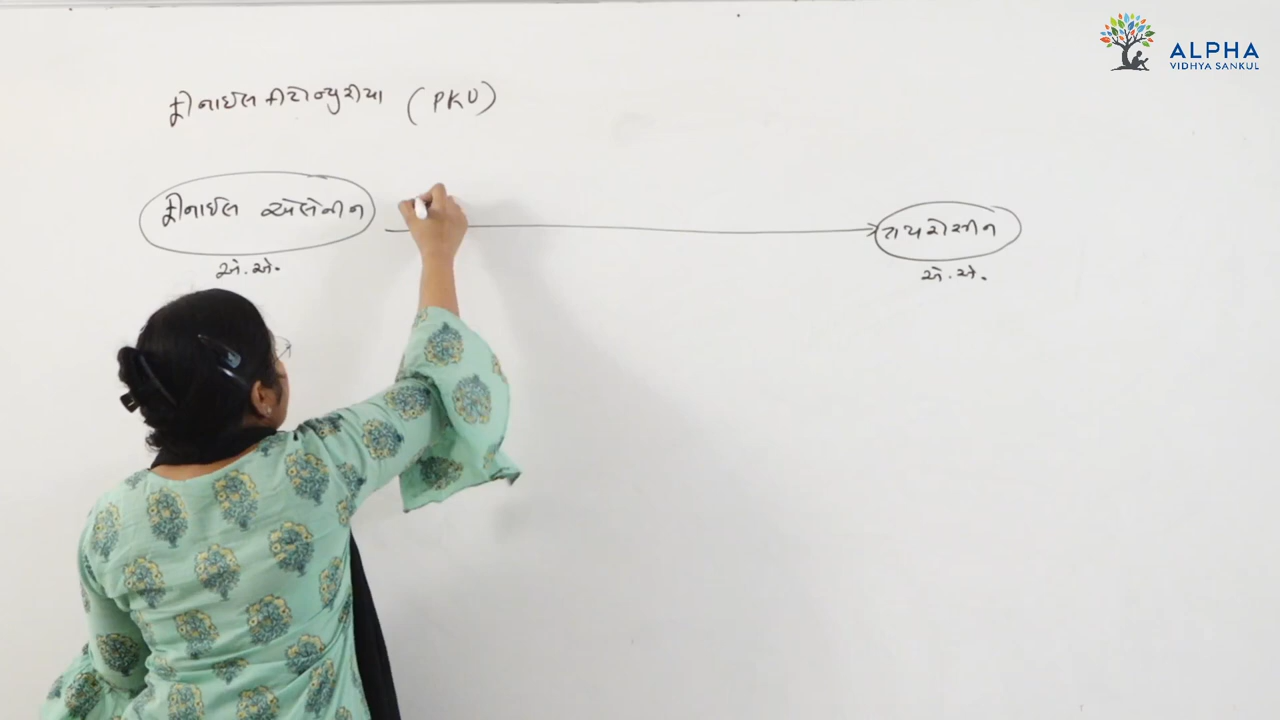 ALPHA
VIDHYA SANKUL
ફીનાઈલ કીટોન્યુરીયા (PKU)
ફીનાઈલ એલેનીન
ટાયરોસીન
એ.એ.
એ.એ.